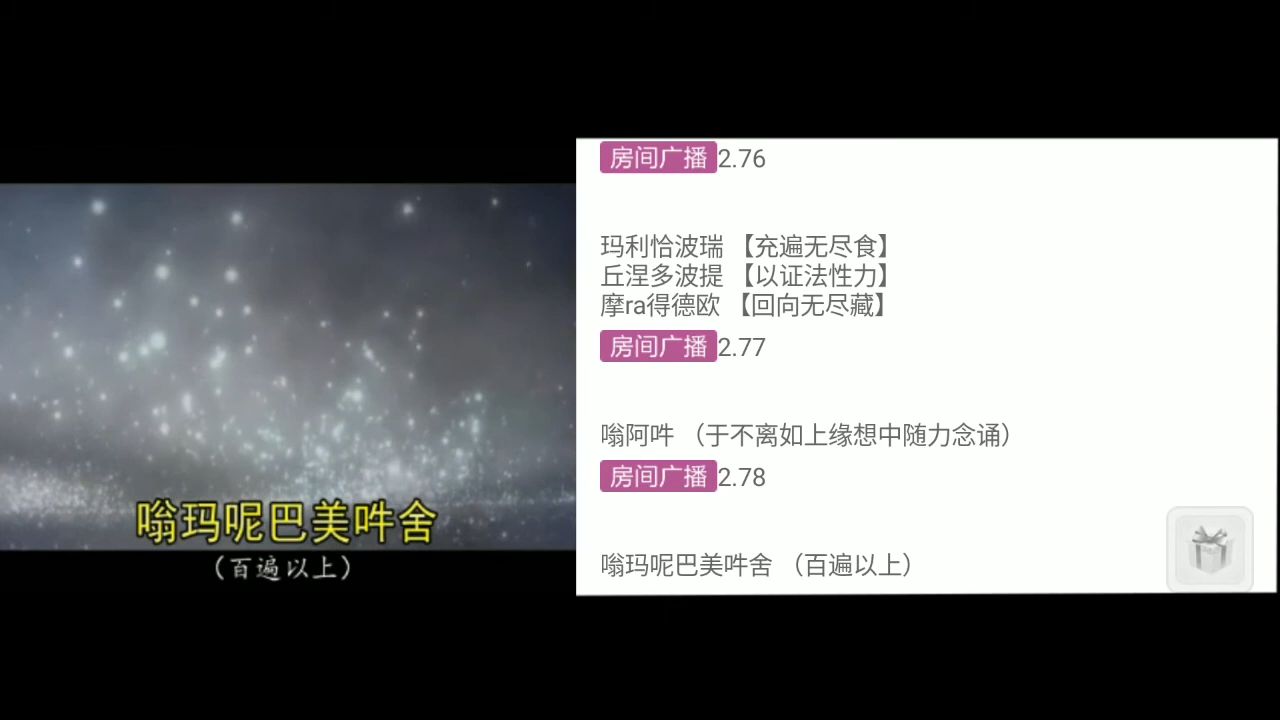 嗡玛呢巴美吽舍
（百遍以上）
房间广播2.76
玛利恰波瑞 【充遍无尽食】
丘涅多波提 【以证法性力】
摩ra得德欧 【回向无尽藏】
房间广播2.77
嗡阿吽 （于不离如上缘想中随力念诵）
房间广播2.78
嗡玛呢巴美吽舍 （百遍以上）